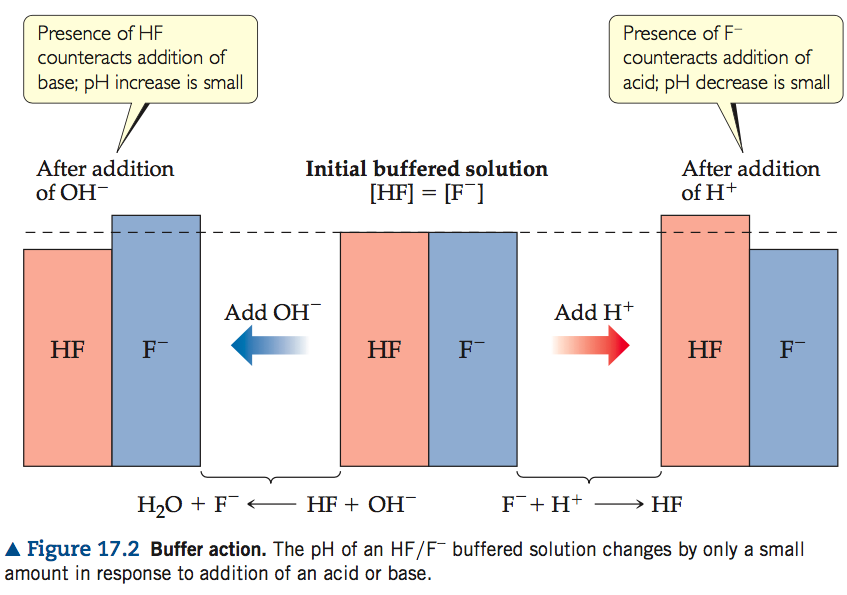 Presence of HF
counteracts addition of
base; pH increase is small
Presence of F⁻
counteracts addition of
acid; pH decrease is small
After addition
of OH⁻
Initial buffered solution
[HF] = [F⁻]
After addition
of H⁺
HF
F⁻
Add OH⁻
HF
F⁻
Add H⁺
HF
F⁻
H₂O + F⁻ ⟵ HF + OH⁻
F⁻ + H⁺ ⟶ HF
▲ Figure 17.2 Buffer action. The pH of an HF/F⁻ buffered solution changes by only a small
amount in response to addition of an acid or base.